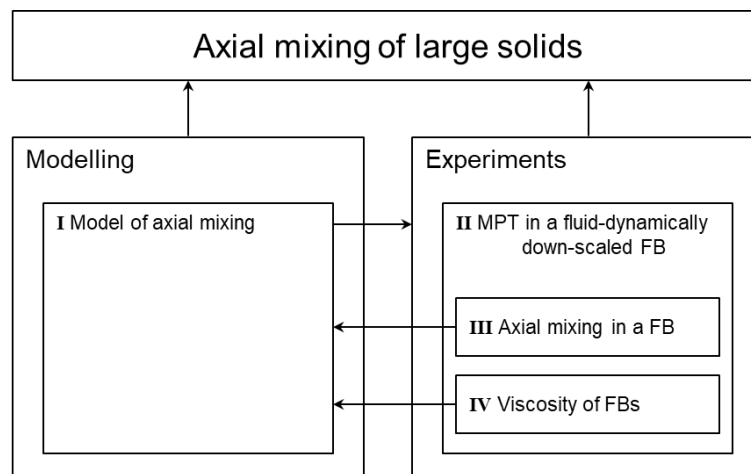 Axial mixing of large solids
Modelling
I Model of axial mixing
Experiments
II MPT in a fluid-dynamically
down-scaled FB
III Axial mixing in a FB
IV Viscosity of FBs